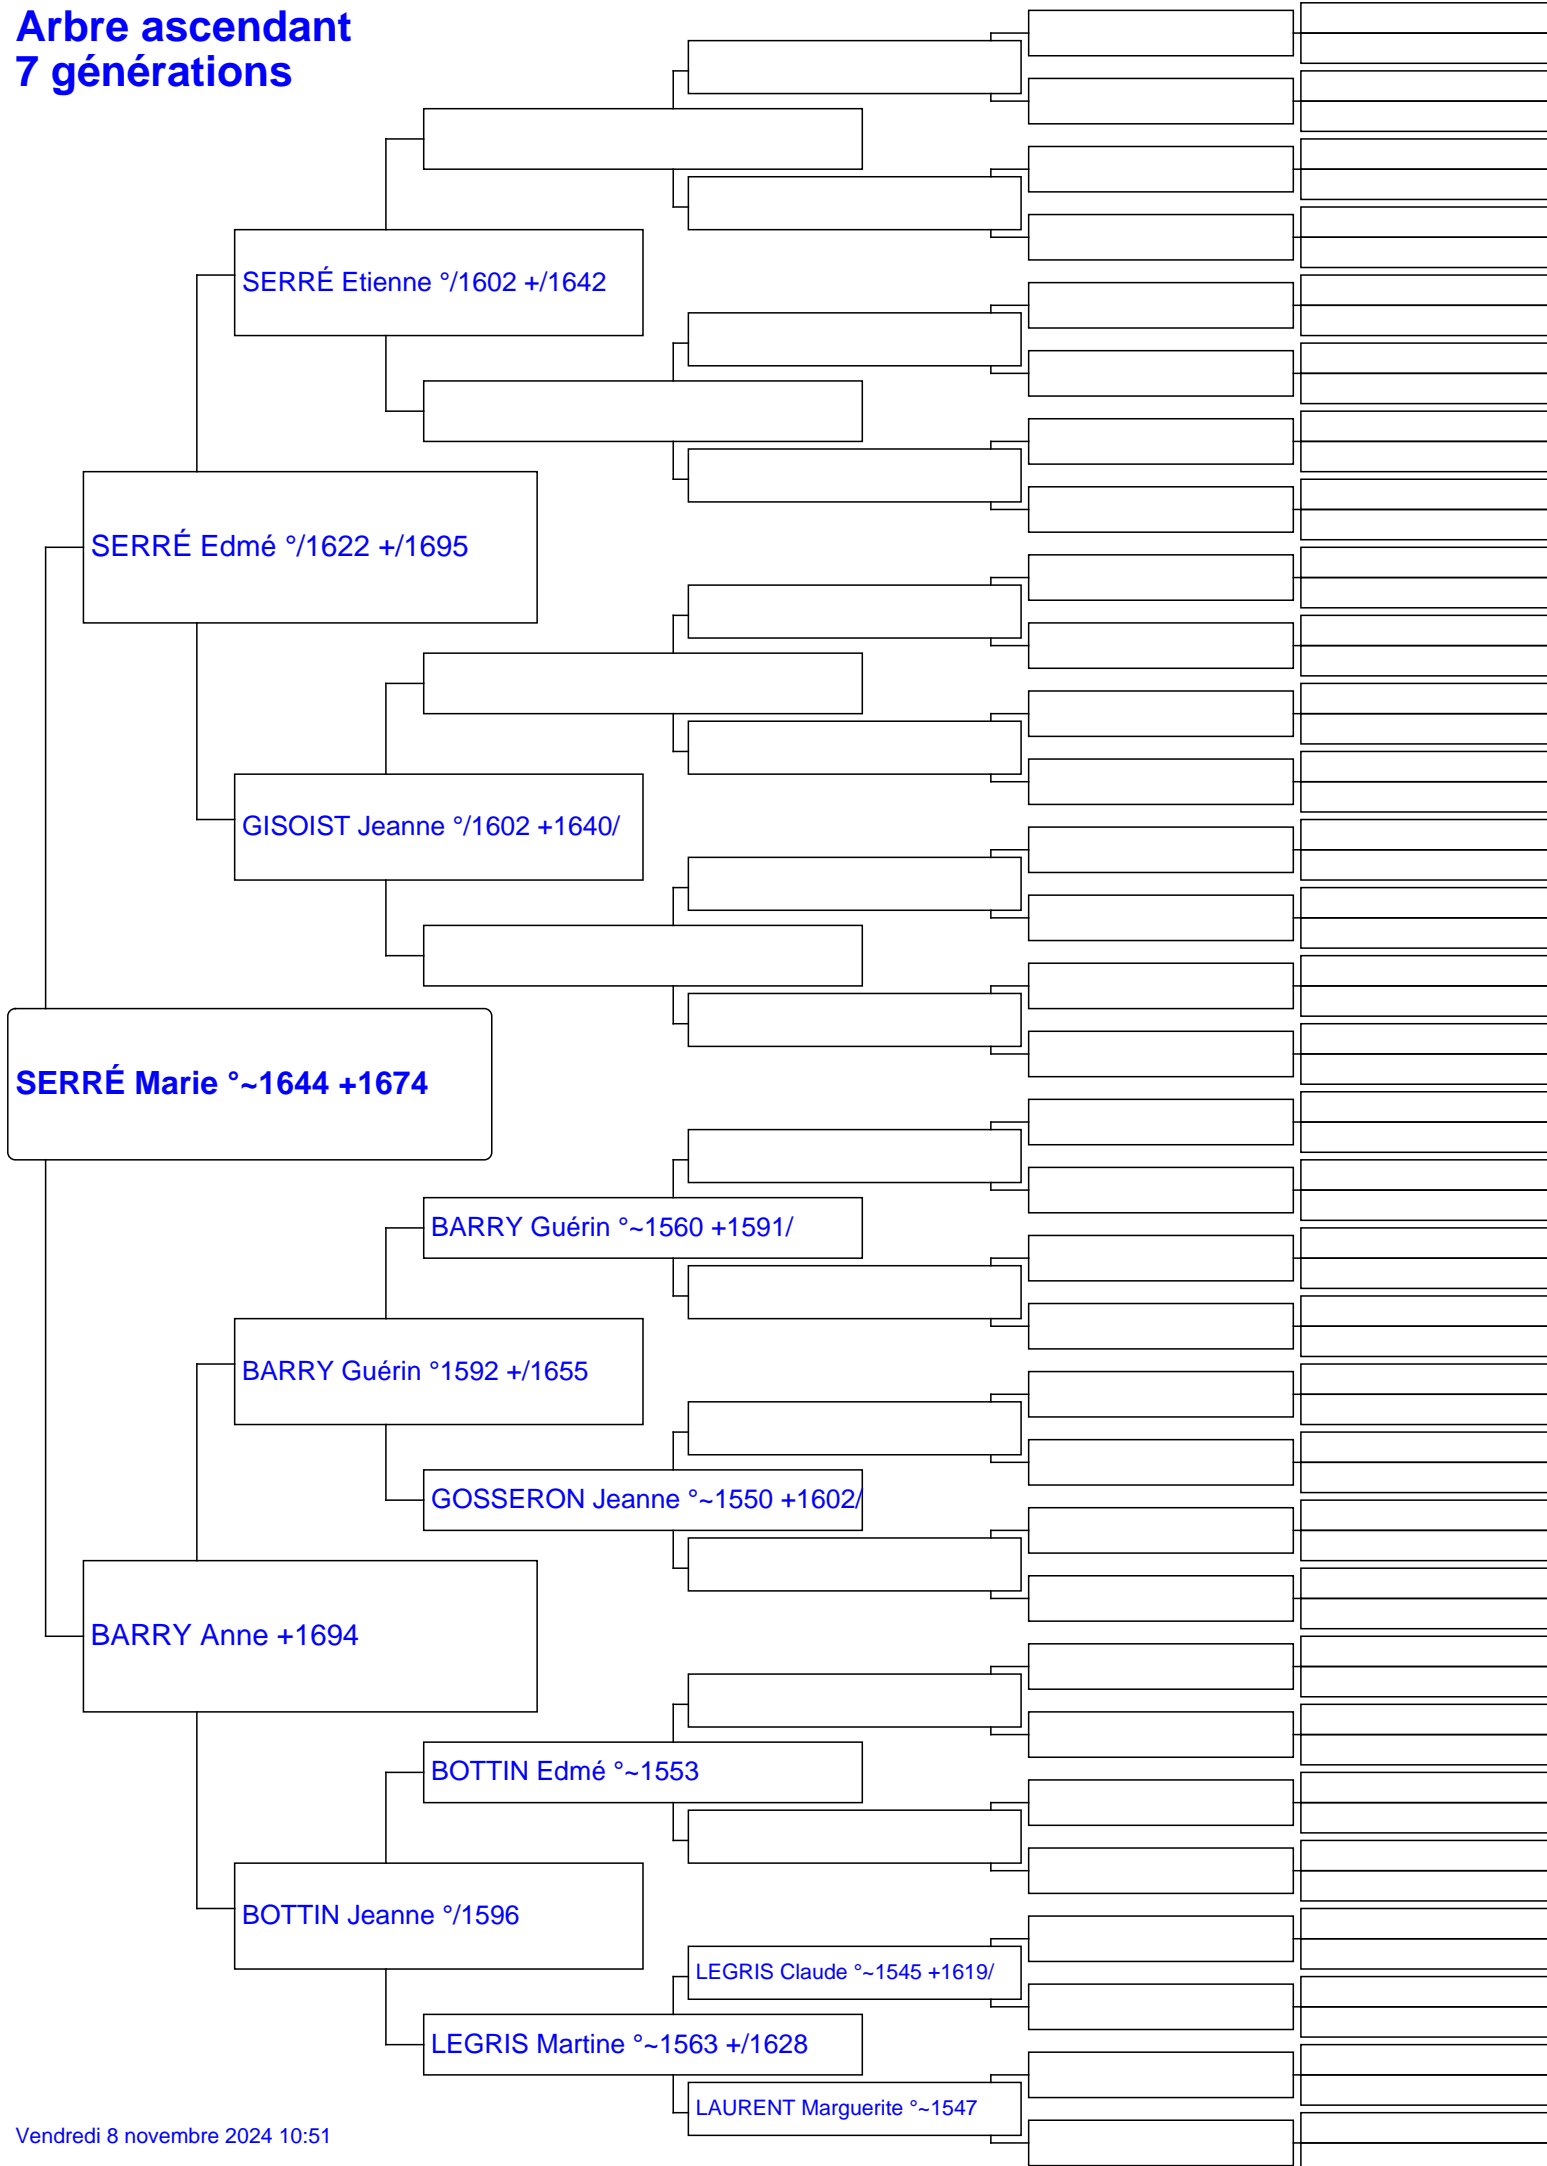 Arbre ascendant
7 générations
SERRÉ Etienne °/1602 +/1642
SERRÉ Edmé °/1622 +/1695
GISOIST Jeanne °/1602 +1640/
SERRÉ Marie °~1644 +1674
BARRY Guérin °~1560 +1591/
BARRY Guérin °1592 +/1655
GOSSERON Jeanne °~1550 +1602/
BARRY Anne +1694
BOTTIN Edmé °~1553
BOTTIN Jeanne °/1596
LEGRIS Claude °~1545 +1619/
LEGRIS Martine °~1563 +/1628
LAURENT Marguerite °~1547
Vendredi 8 novembre 2024 10:51